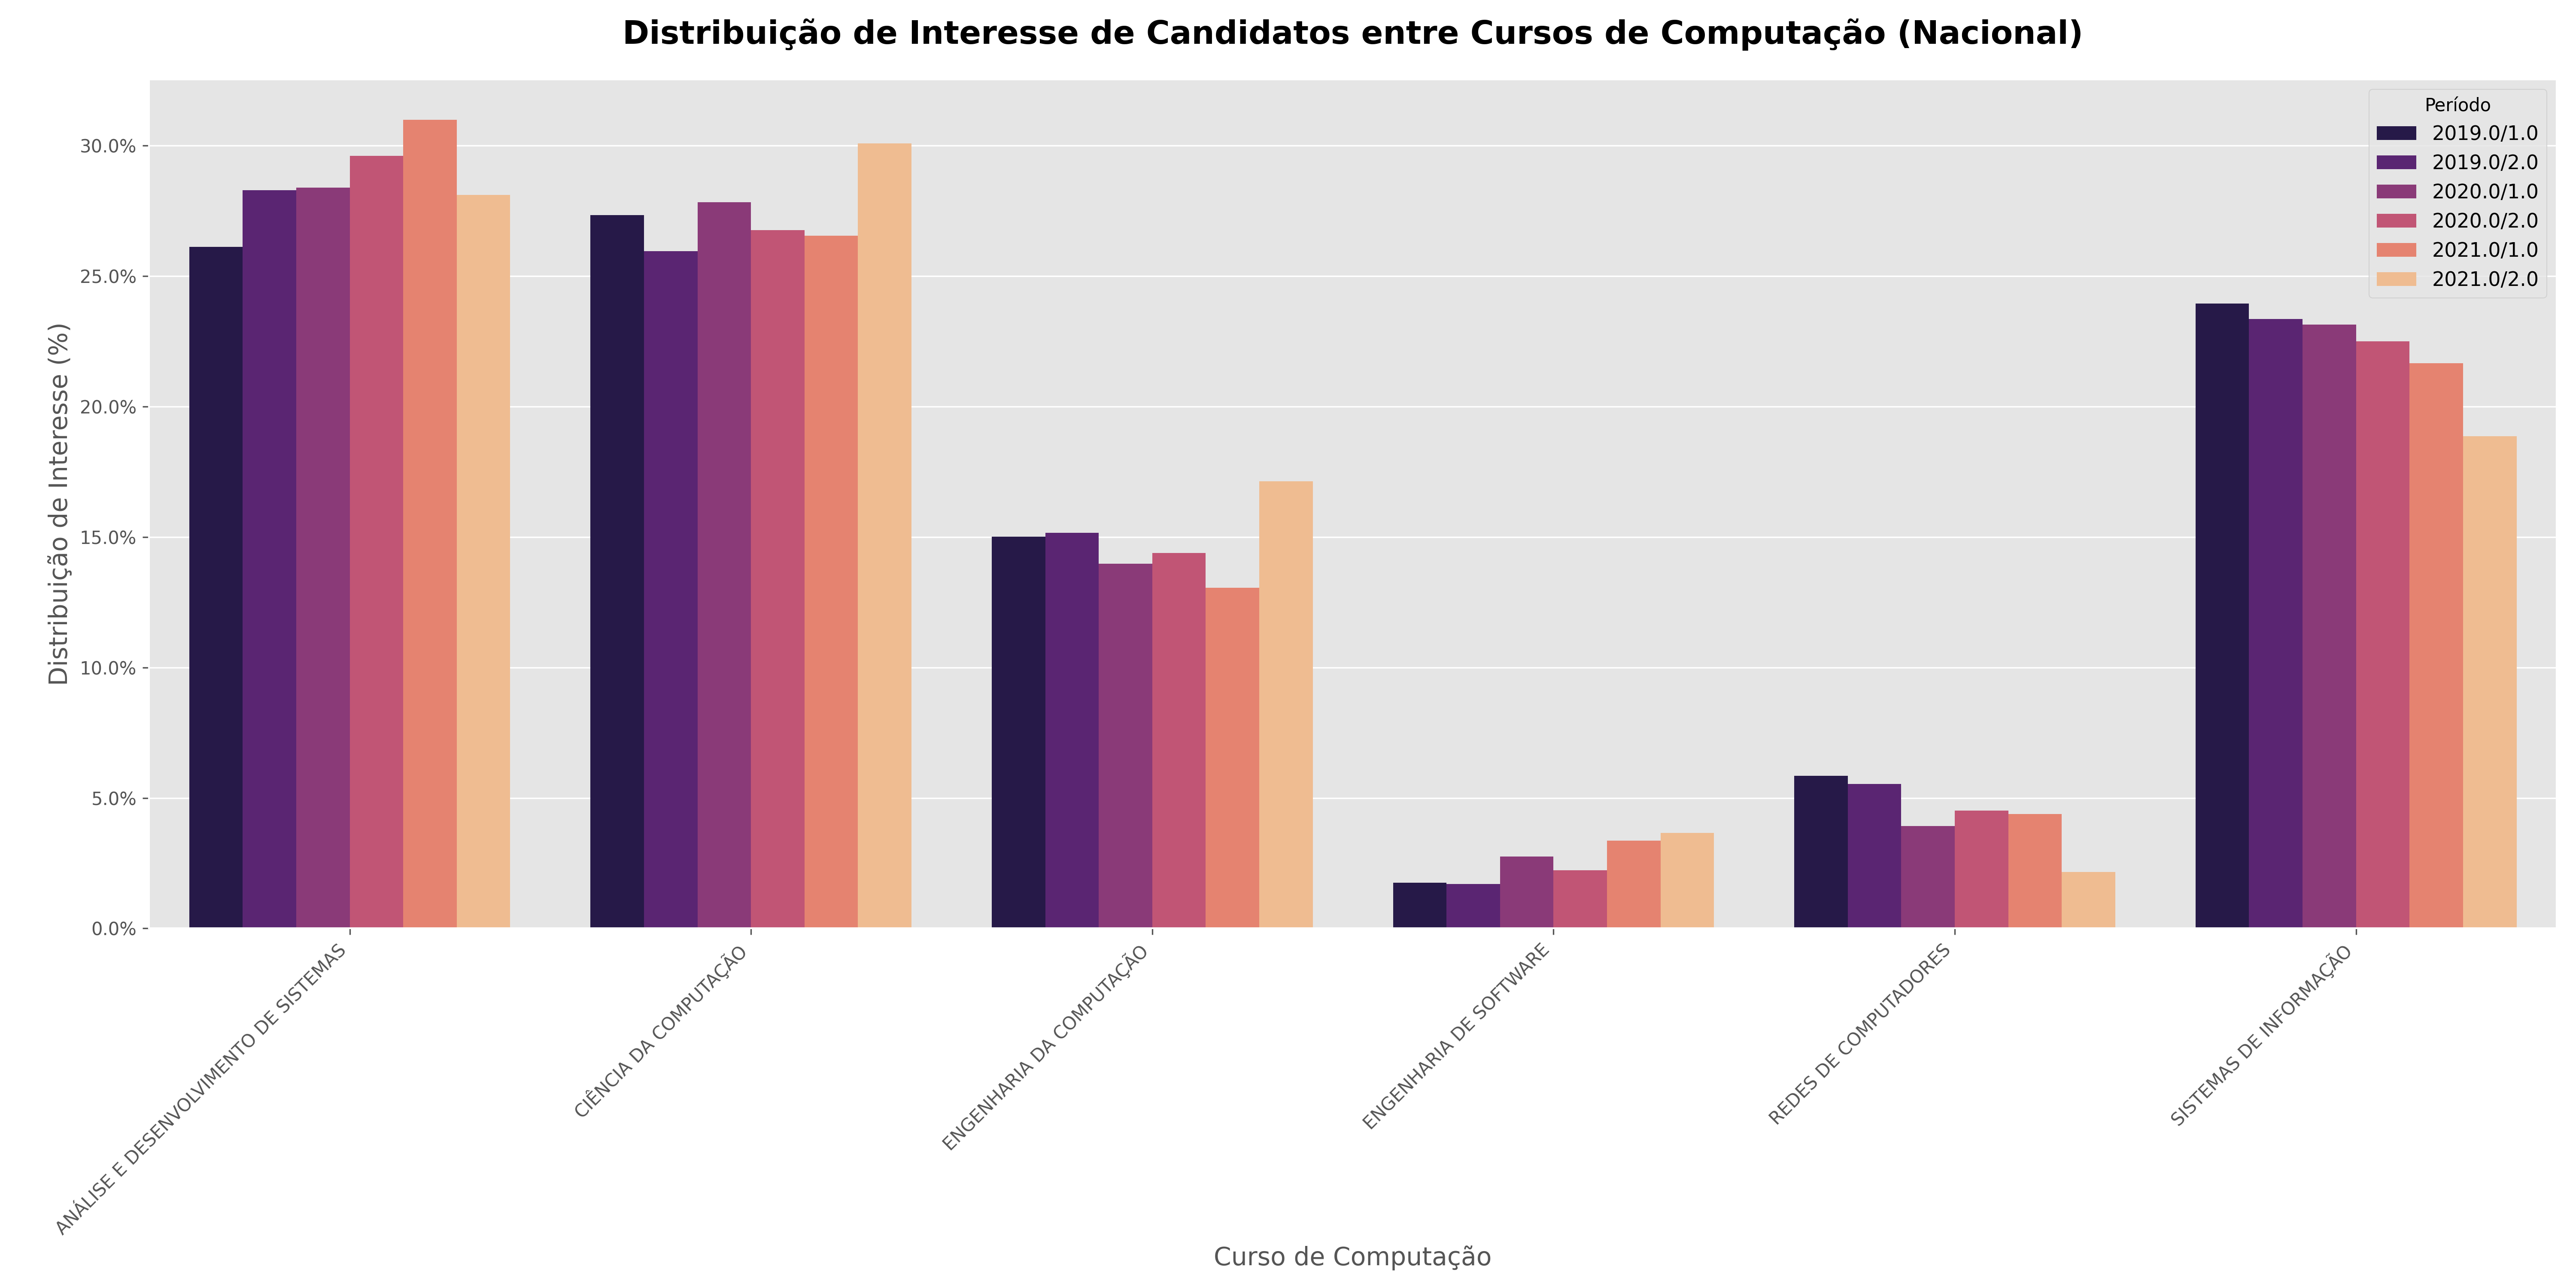 Distribuição de Interesse de Candidatos entre Cursos de Computação (Nacional)
Período
2019.0/1.0
2019.0/2.0
2020.0/1.0
2020.0/2.0
2021.0/1.0
2021.0/2.0
Distribuição de Interesse (%)
30.0%
25.0%
20.0%
15.0%
10.0%
5.0%
0.0%
ANÁLISE E DESENVOLVIMENTO DE SISTEMAS
CIÊNCIA DA COMPUTAÇÃO
ENGENHARIA DA COMPUTAÇÃO
ENGENHARIA DE SOFTWARE
REDES DE COMPUTADORES
SISTEMAS DE INFORMAÇÃO
Curso de Computação